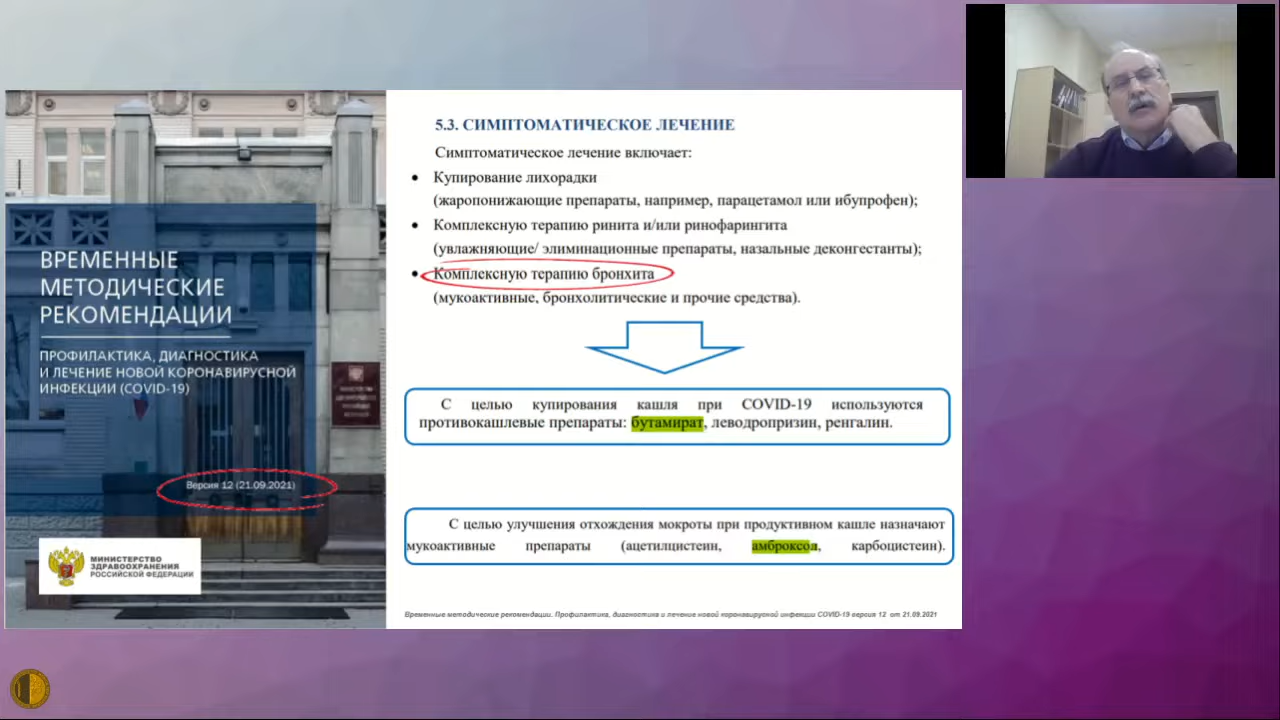 ВРЕМЕННЫЕ
МЕТОДИЧЕСКИЕ
РЕКОМЕНДАЦИИ
ПРОФИЛАКТИКА, ДИАГНОСТИКА
И ЛЕЧЕНИЕ НОВОЙ КОРОНАВИРУСНОЙ
ИНФЕКЦИИ (COVID-19)
Версия 12 (21.09.2021)
МИНИСТЕРСТВО
ЗДРАВООХРАНЕНИЯ
РОССИЙСКОЙ ФЕДЕРАЦИИ
5.3. СИМПТОМАТИЧЕСКОЕ ЛЕЧЕНИЕ
Симптоматическое лечение включает:
• Купирование лихорадки
(жаропонижающие препараты, например, парацетамол или ибупрофен);
• Комплексную терапию ринита и/или ринофарингита
(увлажняющие/ элиминационные препараты, назальные деконгестанты);
• Комплексную терапию бронхита
(мукоактивные, бронхолитические и прочие средства).
С целью купирования кашля при COVID-19 используются
противокашлевые препараты: бутамират, леводропризин, ренгалин.
С целью улучшения отхождения мокроты при продуктивном кашле назначают
мукоактивные препараты (ацетилцистеин, амброксол, карбоцистеин).
Временные методические рекомендации. Профилактика, диагностика и лечение новой коронавирусной инфекции COVID-19 версия 12 от 21.09.2021